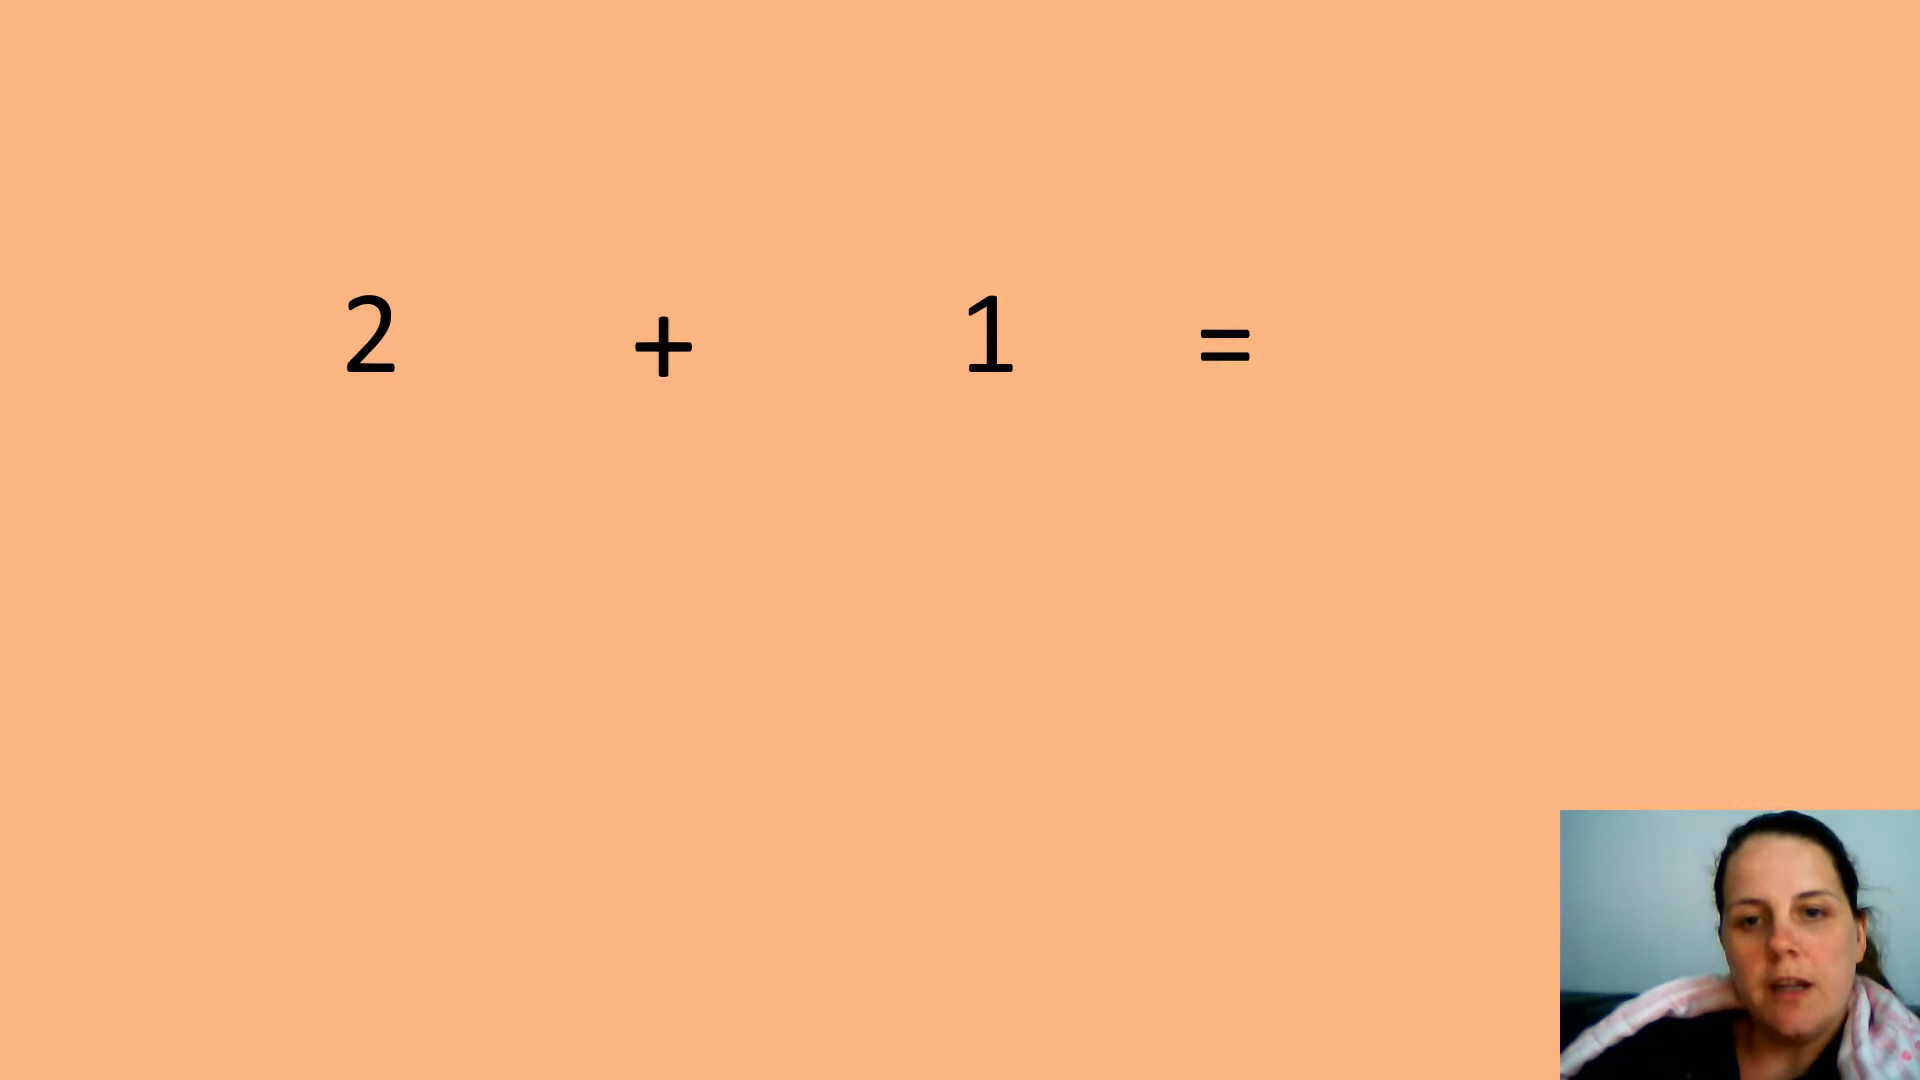 2 + 1 =